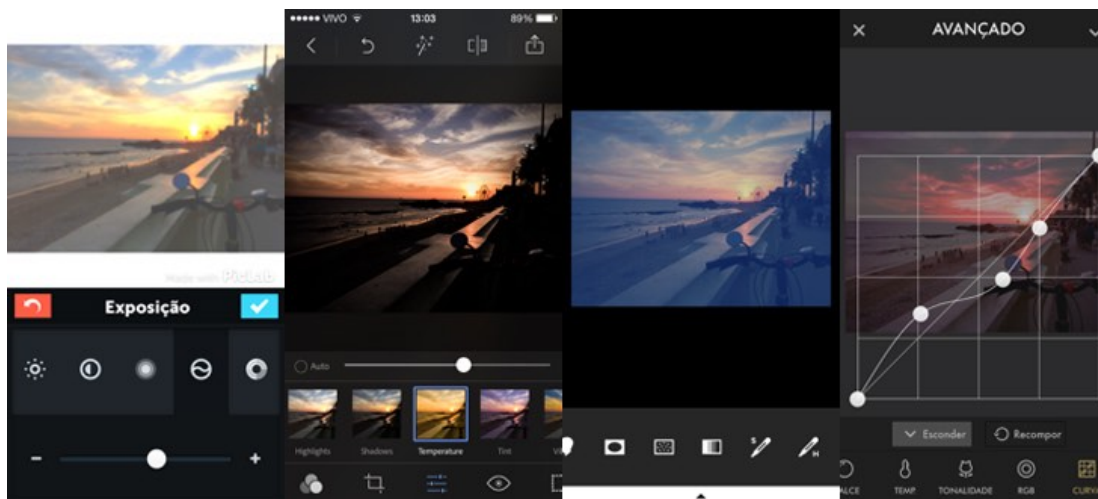 Made with PicLab
Exposição
VIVO 13:03 89%
Auto
Highlights Shadows Temperature Tint
S H
AVANÇADO
Esconder Recompor
TEMP. TONALIDADE RGB